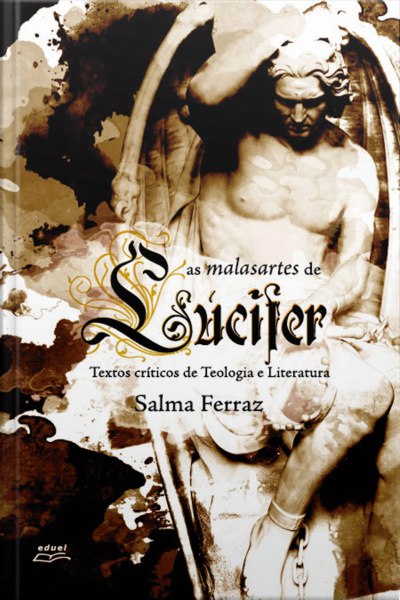 as malasartes de
Lúcifer
Textos críticos de Teologia e Literatura
Salma Ferraz
eduel